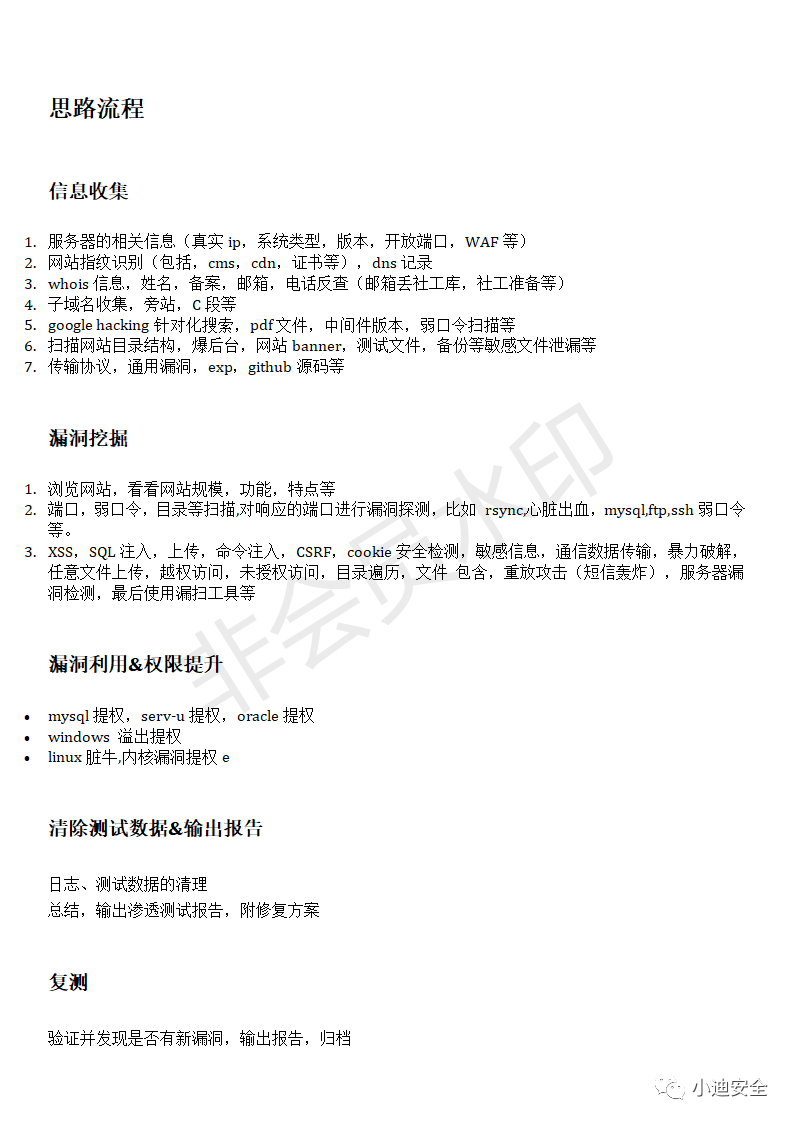 思路流程
信息收集
1. 服务器的相关信息（真实 ip，系统类型，版本，开放端口，WAF 等）
2. 网站指纹识别（包括，cms，cdn，证书等），dns 记录
3. whois 信息，姓名，备案，邮箱，电话反查（邮箱丢社工库，社工准备等）
4. 子域名收集，旁站，C 段等
5. google hacking 针对化搜索，pdf 文件，中间件版本，弱口令扫描等
6. 扫描网站目录结构，爆后台，网站 banner，测试文件，备份等敏感文件泄漏等
7. 传输协议，通用漏洞，exp，github 源码等
漏洞挖掘
1. 浏览网站，看看网站规模，功能，特点等
2. 端口，弱口令，目录等扫描,对响应的端口进行漏洞探测，比如 rsync,心脏出血，mysql,ftp,ssh 弱口令
等。
3. XSS，SQL 注入，上传，命令注入，CSRF，cookie 安全检测，敏感信息，通信数据传输，暴力破解，
任意文件上传，越权访问，未授权访问，目录遍历，文件 包含，重放攻击（短信轰炸），服务器漏
洞检测，最后使用漏扫工具等
漏洞利用&权限提升
• mysql 提权，serv-u 提权，oracle 提权
• windows 溢出提权
• linux 脏牛,内核漏洞提权 e
清除测试数据&输出报告
日志、测试数据的清理
总结，输出渗透测试报告，附修复方案
复测
验证并发现是否有新漏洞，输出报告，归档
非会员水印
小迪安全